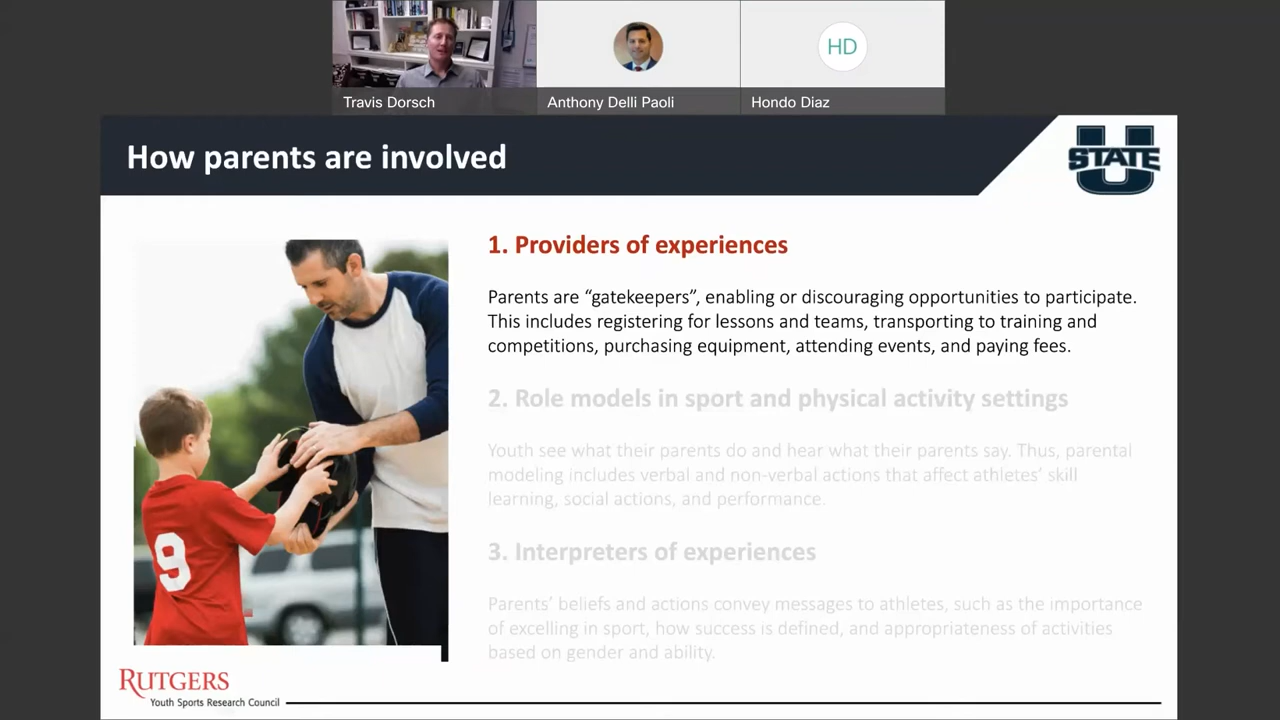 HD
Travis Dorsch
Anthony Delli Paoli
Hondo Diaz
How parents are involved
U
STATE
1. Providers of experiences
Parents are “gatekeepers”, enabling or discouraging opportunities to participate.
This includes registering for lessons and teams, transporting to training and
competitions, purchasing equipment, attending events, and paying fees.
2. Role models in sport and physical activity settings
Youth see what their parents do and hear what their parents say. Thus, parental
modeling includes verbal and non-verbal actions that affect athletes’ skill
learning, social actions, and performance.
3. Interpreters of experiences
Parents’ beliefs and actions convey messages to athletes, such as the importance
of excelling in sport, how success is defined, and appropriateness of activities
based on gender and ability.
9
RUTGERS
Youth Sports Research Council